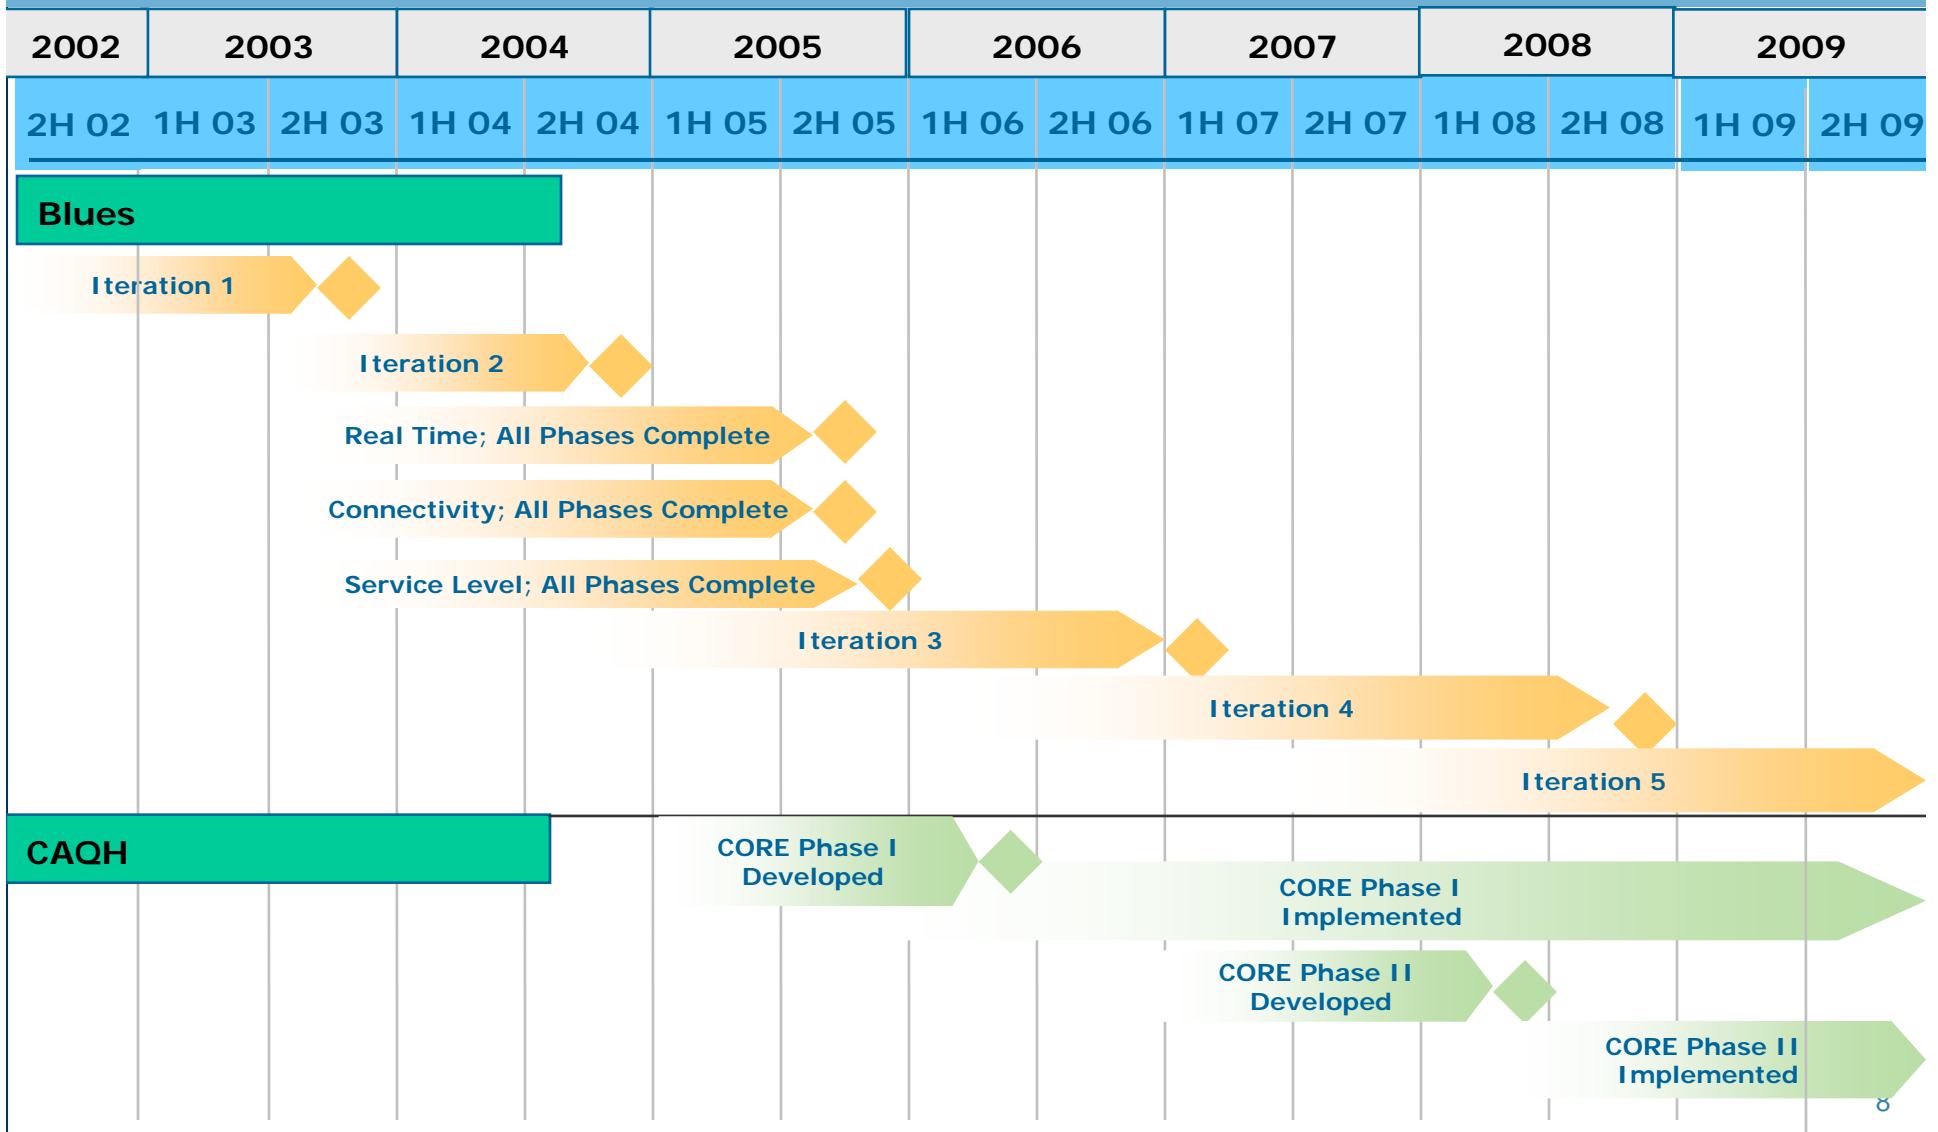 2002 2003 2004 2005 2006 2007 2008 2009
2H 02 1H 03 2H 03 1H 04 2H 04 1H 05 2H 05 1H 06 2H 06 1H 07 2H 07 1H 08 2H 08 1H 09 2H 09
Blues
Iteration 1
Iteration 2
Real Time; All Phases Complete
Connectivity; All Phases Complete
Service Level; All Phases Complete
Iteration 3
Iteration 4
Iteration 5
CAQH
CORE Phase I
Developed
CORE Phase I
Implemented
CORE Phase II
Developed
CORE Phase II
Implemented
8